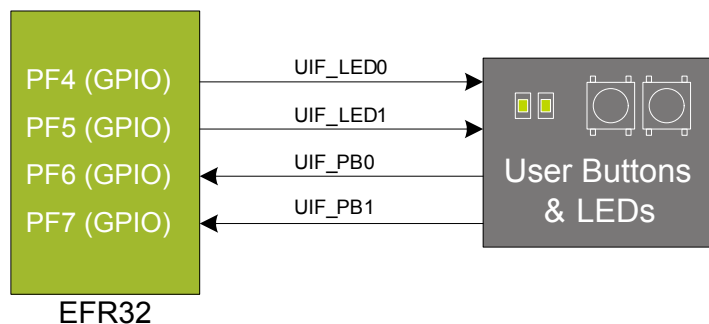 PF4 (GPIO)
UIF_LED0
PF5 (GPIO)
UIF_LED1
PF6 (GPIO)
UIF_PB0
PF7 (GPIO)
UIF_PB1
User Buttons
& LEDs
EFR32